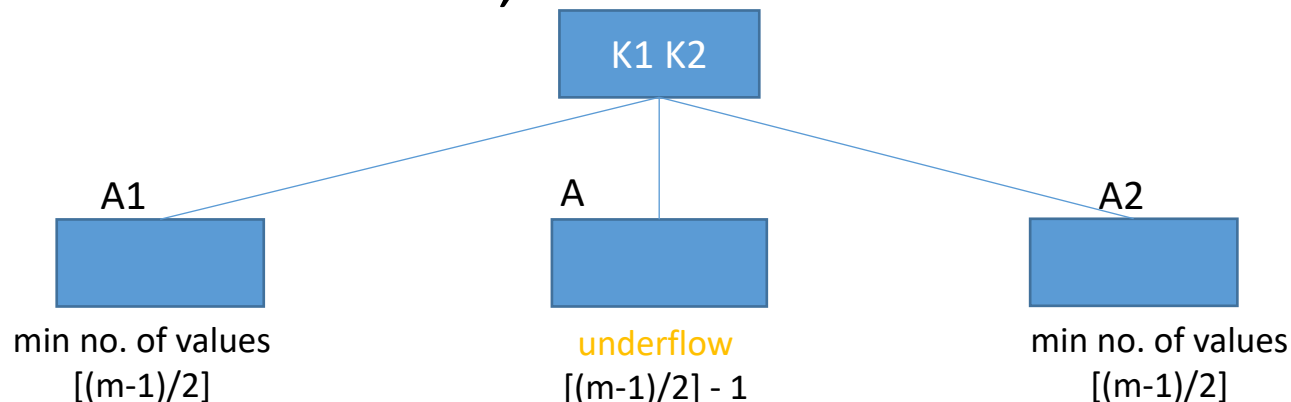 K1 K2
A1
A
A2
min no. of values
[(m-1)/2]
underflow
[(m-1)/2] - 1
min no. of values
[(m-1)/2]